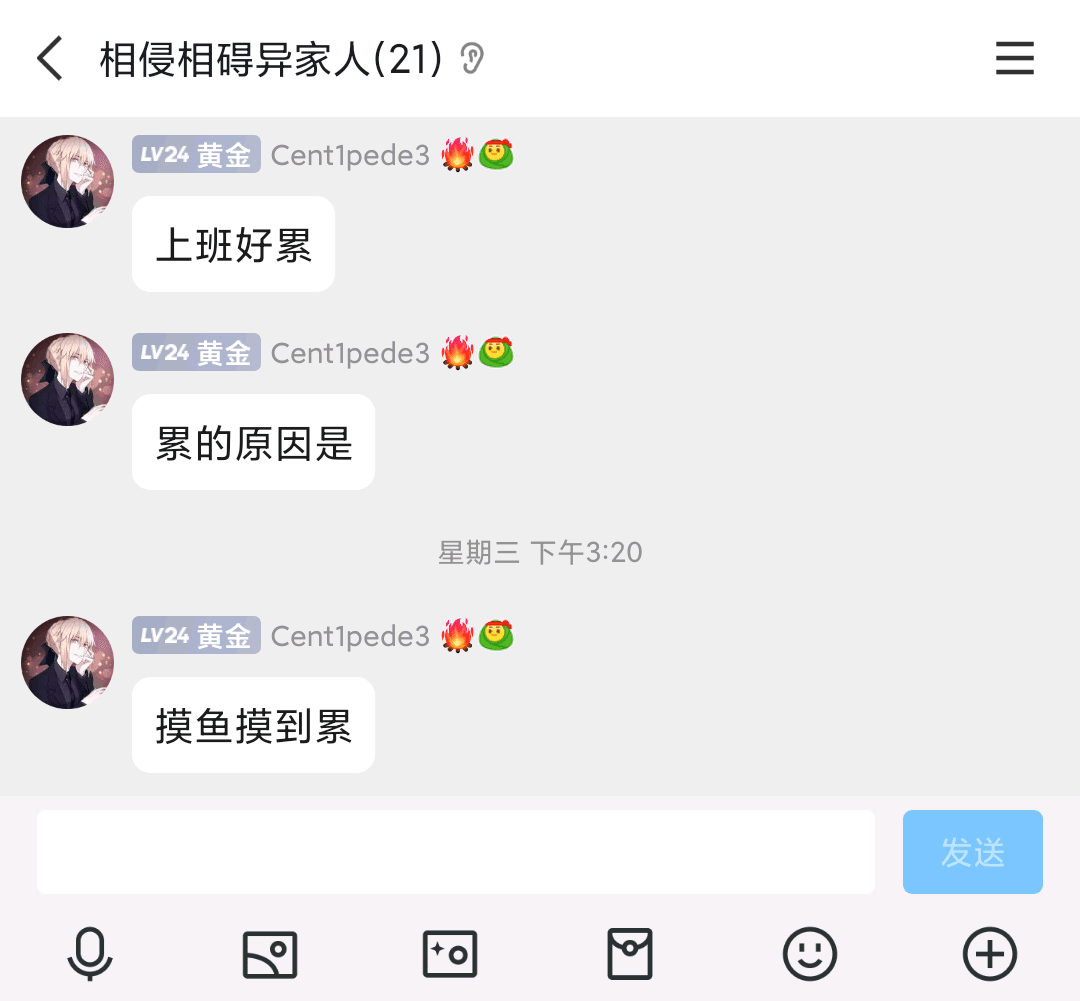 相侵相碍异家人(21)
LV24 黄金 Cent1pede3
上班好累
LV24 黄金 Cent1pede3
累的原因是
星期三 下午3:20
LV24 黄金 Cent1pede3
摸鱼摸到累
发送